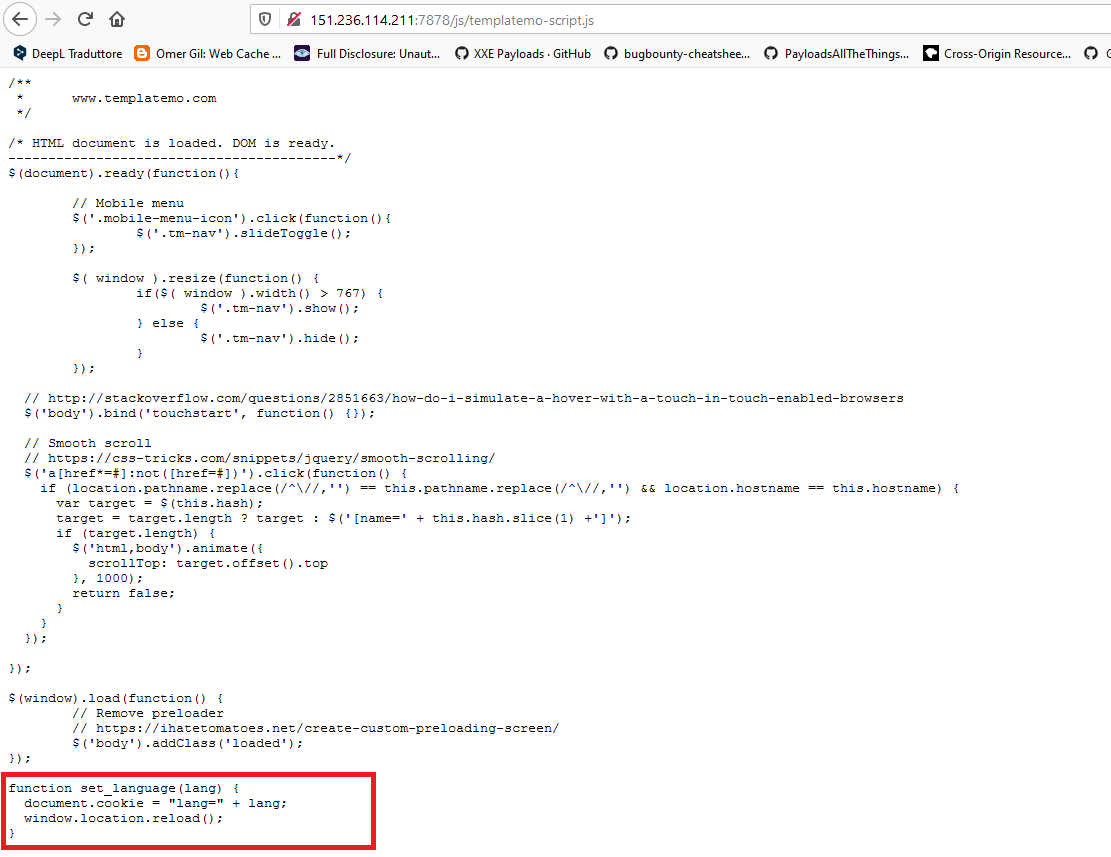 151.236.114.211:7878/js/templatemo-script.js
DeepL Traduttore Omer Gil: Web Cache ... Full Disclosure: Unaut... XXE Payloads · GitHub bugbounty-cheatshee... PayloadsAllTheThings... Cross-Origin Resource...
/**
 *      www.templatemo.com
 */
/* HTML document is loaded. DOM is ready.
-----------------------------------------*/
$(document).ready(function(){
        // Mobile menu
        $('.mobile-menu-icon').click(function(){
                $('.tm-nav').slideToggle();
        });
        $( window ).resize(function() {
                if($( window ).width() > 767) {
                        $('.tm-nav').show();
                } else {
                        $('.tm-nav').hide();
                }
        });
  // http://stackoverflow.com/questions/2851663/how-do-i-simulate-a-hover-with-a-touch-in-touch-enabled-browsers
  $('body').bind('touchstart', function() {});
  // Smooth scroll
  // https://css-tricks.com/snippets/jquery/smooth-scrolling/
  $('a[href*=#]:not([href=#])').click(function() {
    if (location.pathname.replace(/^\//,'') == this.pathname.replace(/^\//,'') && location.hostname == this.hostname) {
      var target = $(this.hash);
      target = target.length ? target : $('[name=' + this.hash.slice(1) +']');
      if (target.length) {
        $('html,body').animate({
          scrollTop: target.offset().top
        }, 1000);
        return false;
      }
    }
  });
});
$(window).load(function() {
        // Remove preloader
        // https://ihatetomatoes.net/create-custom-preloading-screen/
        $('body').addClass('loaded');
});
function set_language(lang) {
  document.cookie = "lang=" + lang;
  window.location.reload();
}